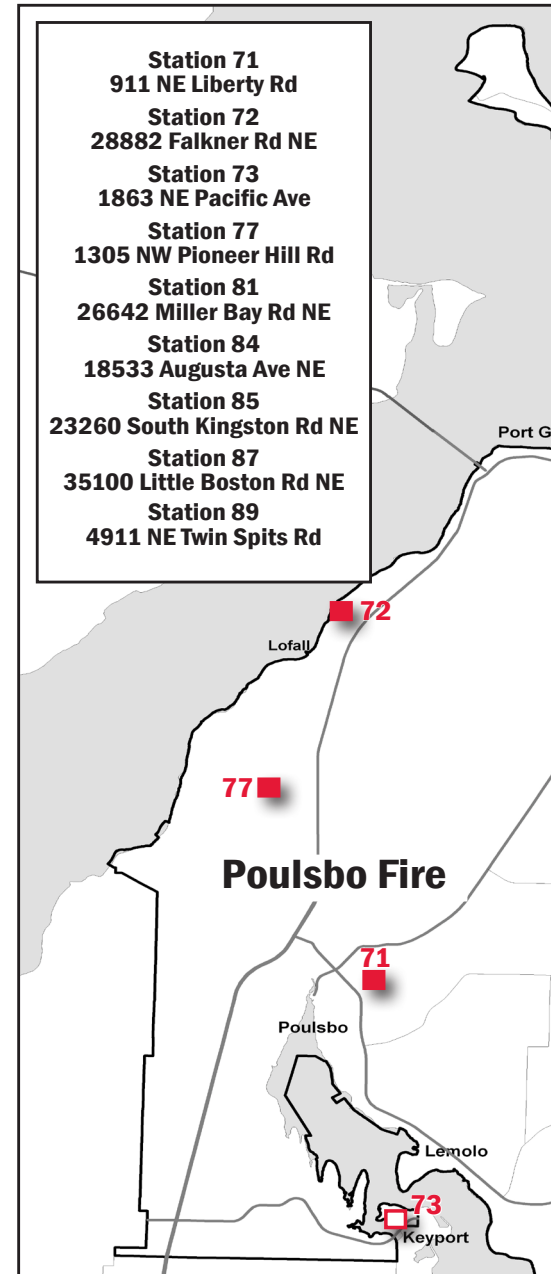 Station 71
911 NE Liberty Rd
Station 72
28882 Falkner Rd NE
Station 73
1863 NE Pacific Ave
Station 77
1305 NW Pioneer Hill Rd
Station 81
26642 Miller Bay Rd NE
Station 84
18533 Augusta Ave NE
Station 85
23260 South Kingston Rd NE
Station 87
35100 Little Boston Rd NE
Station 89
4911 NE Twin Spits Rd
Port G
72
Lofall
77
Poulsbo Fire
71
Poulsbo
Lemolo
73
Keyport